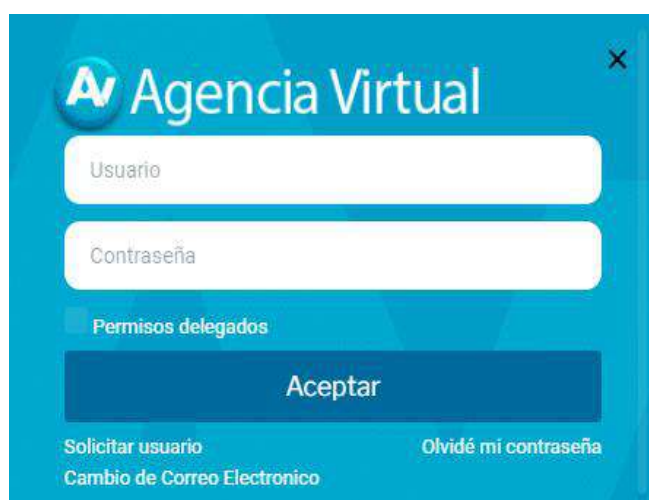 AV Agencia Virtual
Usuario
Contraseña
Permisos delegados
Aceptar
Solicitar usuario Olvidé mi contraseña
Cambio de Correo Electronico